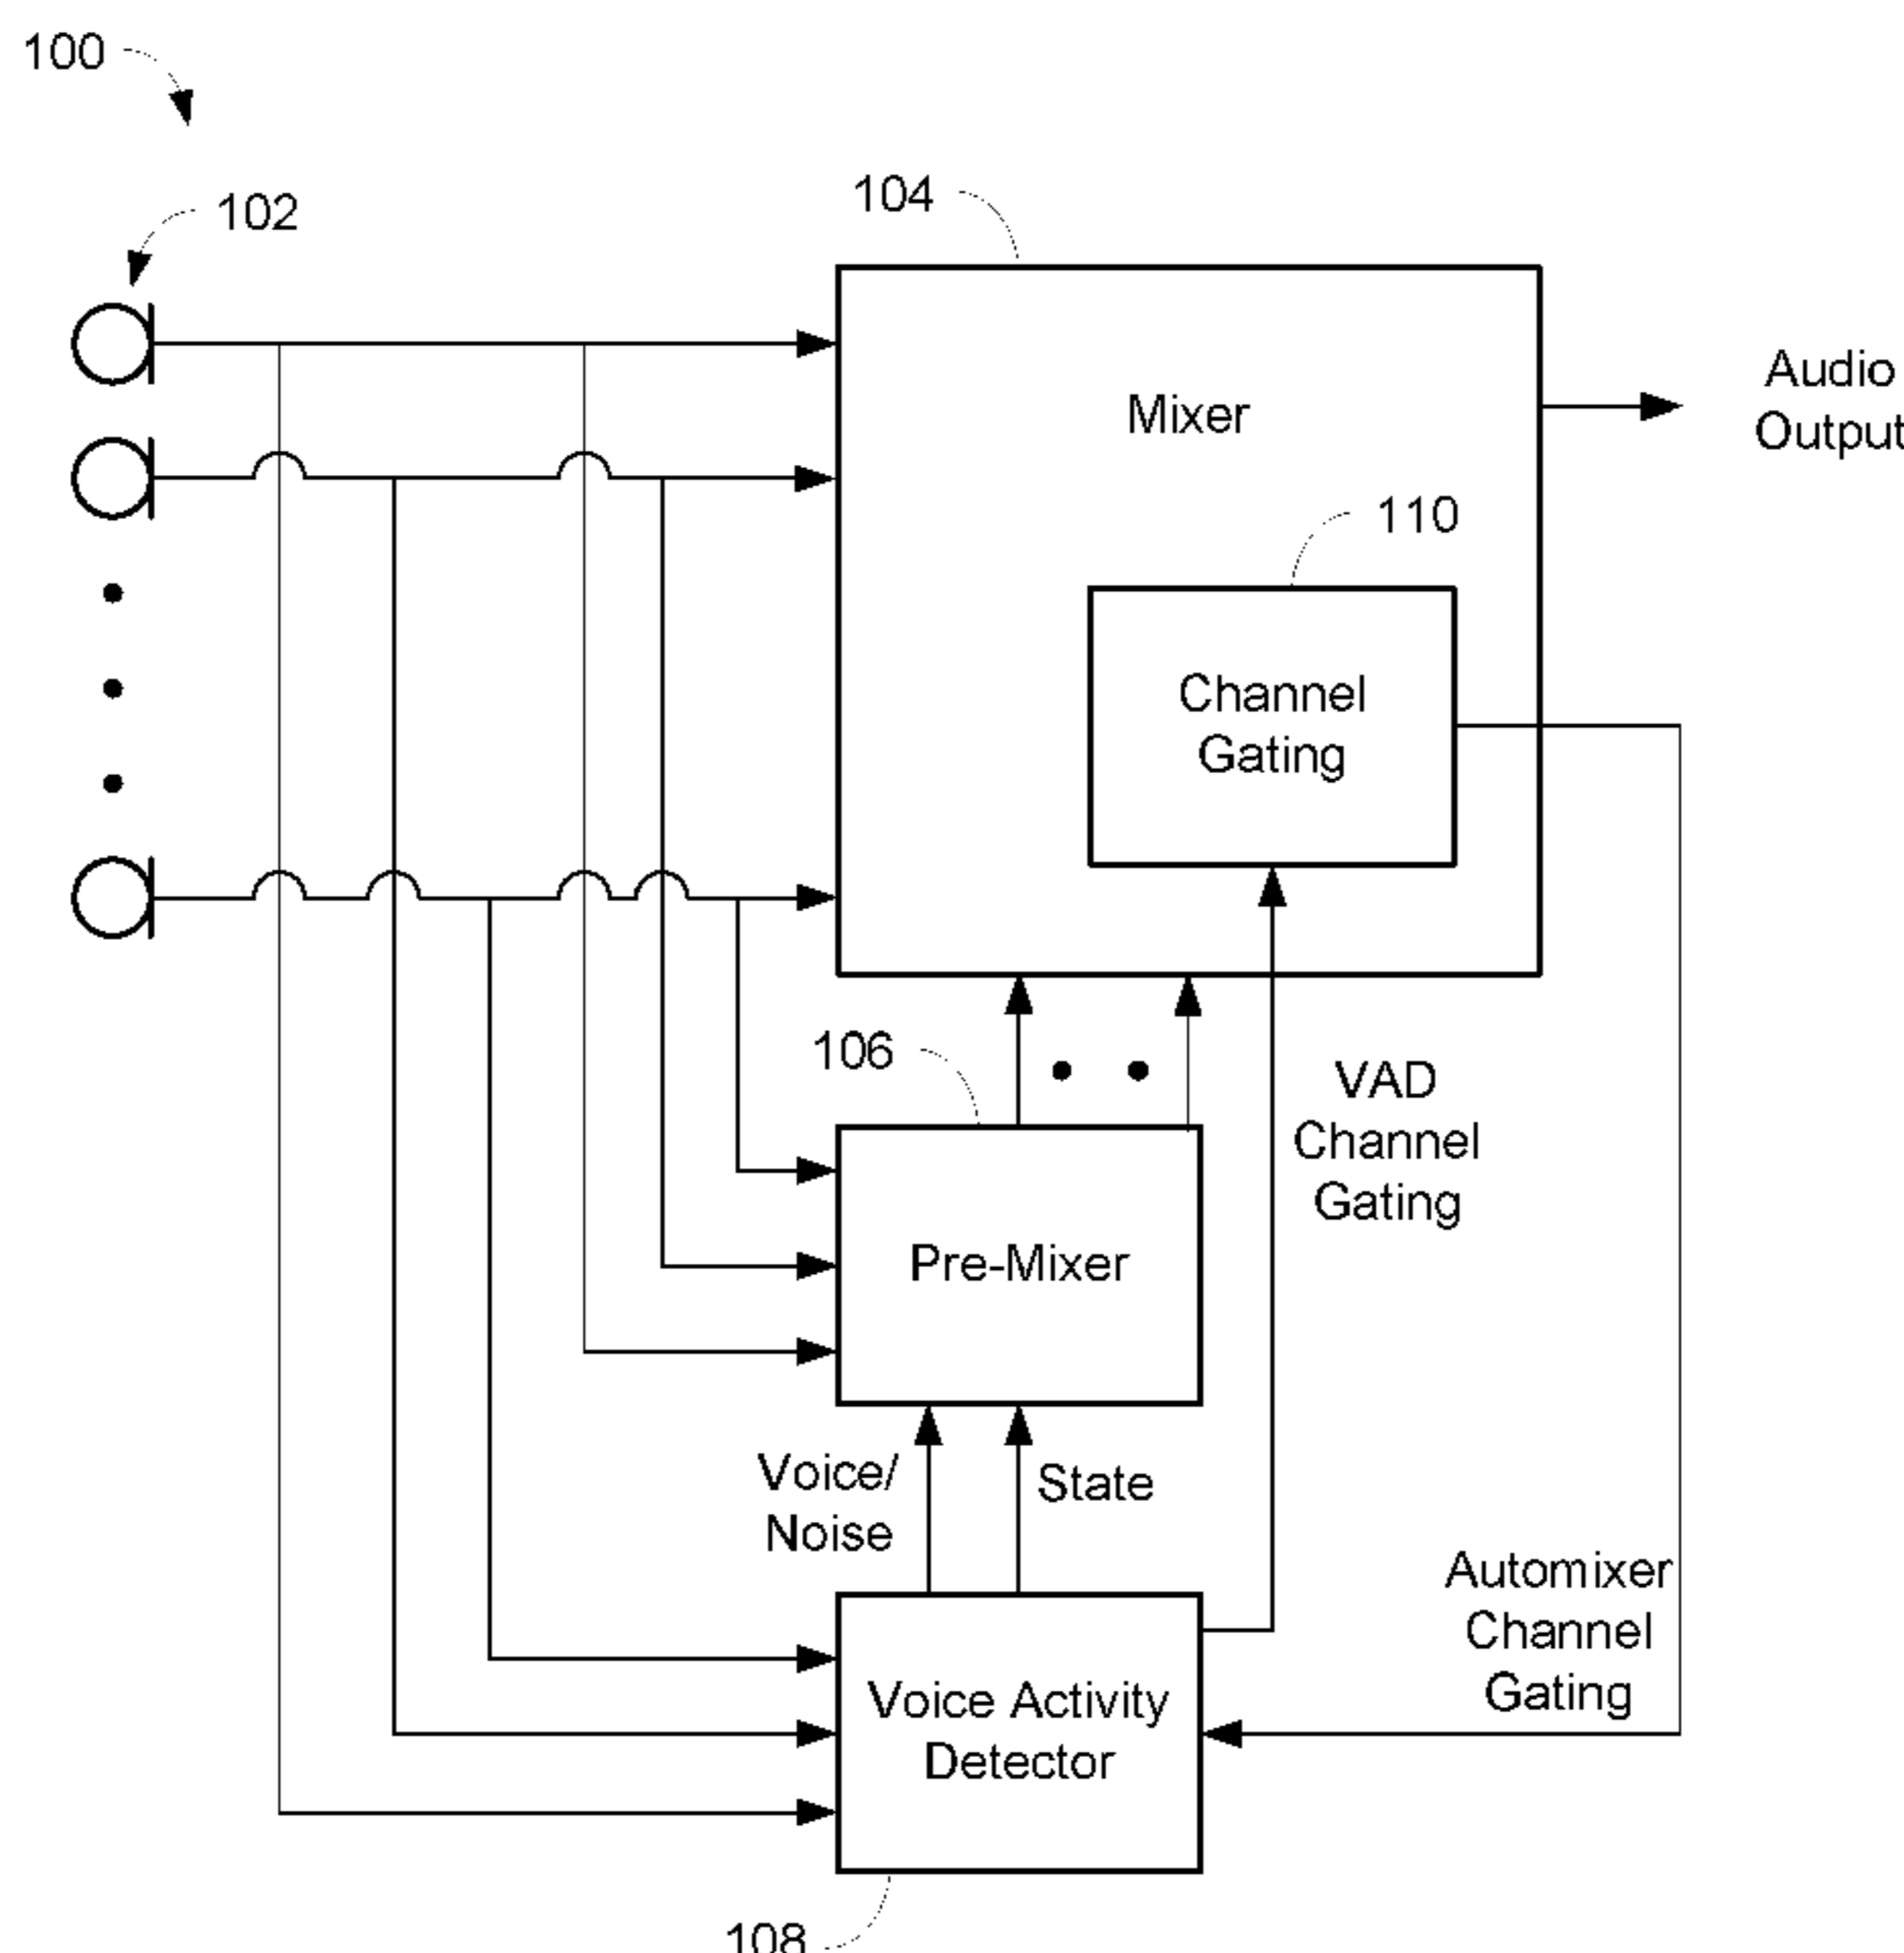 100
102
104
Audio
Output
Mixer
110
Channel
Gating
106
VAD
Channel
Gating
Pre-Mixer
Voice/
Noise
State
Automixer
Channel
Gating
Voice Activity
Detector
108